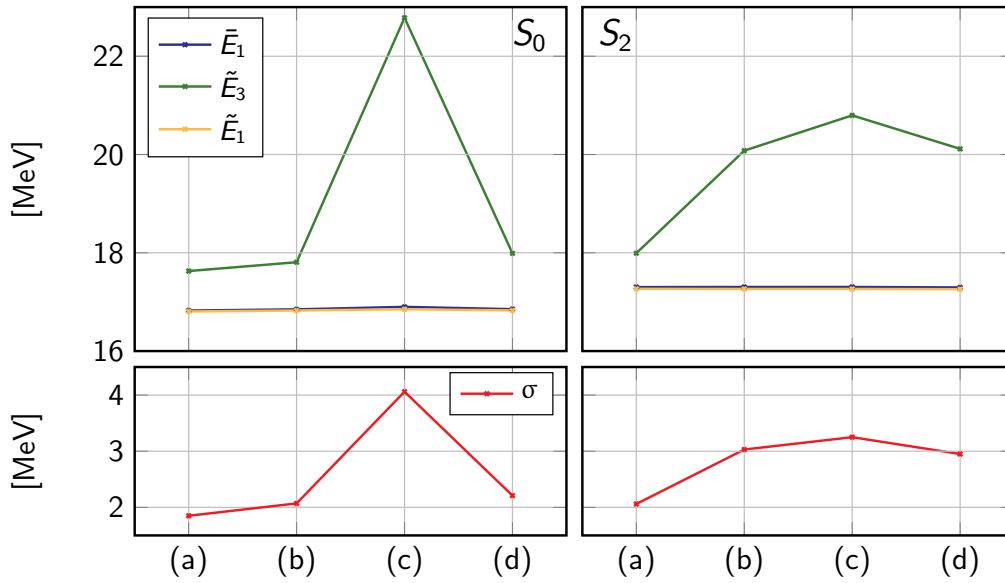 S₀
S₂
Ē₁
Ẽ₃
Ẽ₁
[MeV]
22
20
18
16
σ
[MeV]
4
3
2
(a) (b) (c) (d)
(a) (b) (c) (d)